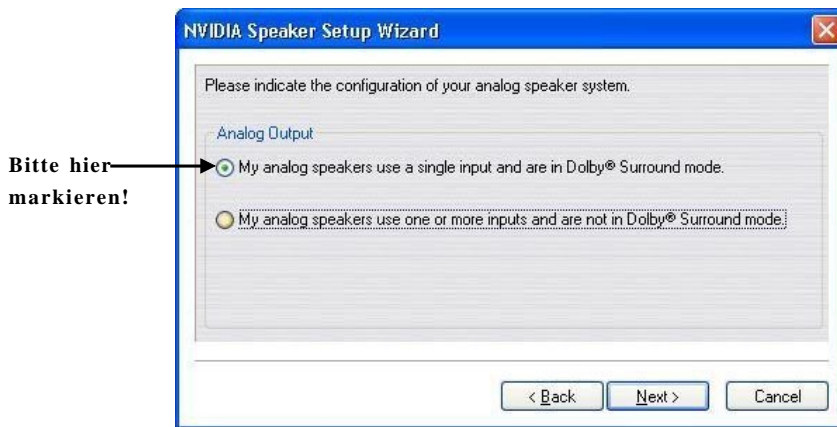 NVIDIA Speaker Setup Wizard
Please indicate the configuration of your analog speaker system.
Analog Output
Bitte hier
markieren!
My analog speakers use a single input and are in Dolby® Surround mode.
My analog speakers use one or more inputs and are not in Dolby® Surround mode.
< Back
Next >
Cancel